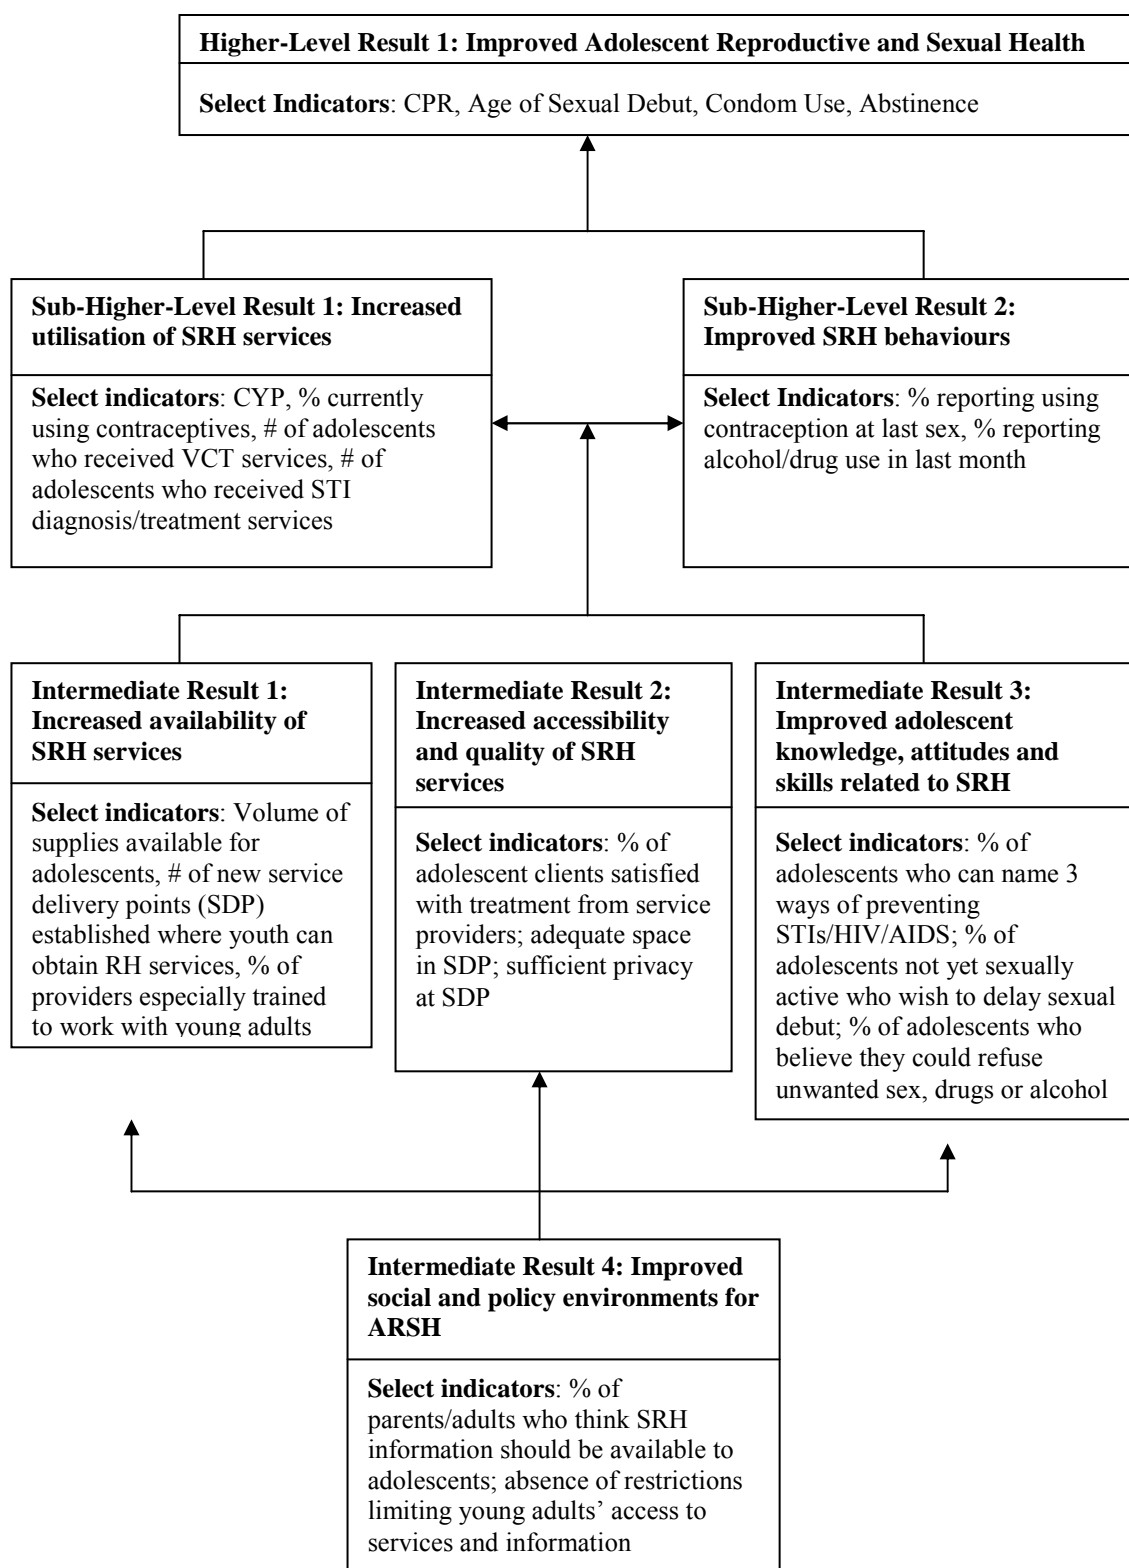 Higher-Level Result 1: Improved Adolescent Reproductive and Sexual Health
Select Indicators: CPR, Age of Sexual Debut, Condom Use, Abstinence
Sub-Higher-Level Result 1: Increased
utilisation of SRH services
Select indicators: CYP, % currently
using contraceptives, # of adolescents
who received VCT services, # of
adolescents who received STI
diagnosis/treatment services
Sub-Higher-Level Result 2:
Improved SRH behaviours
Select Indicators: % reporting using
contraception at last sex, % reporting
alcohol/drug use in last month
Intermediate Result 1:
Increased availability of
SRH services
Select indicators: Volume of
supplies available for
adolescents, # of new service
delivery points (SDP)
established where youth can
obtain RH services, % of
providers especially trained
to work with young adults
Intermediate Result 2:
Increased accessibility
and quality of SRH
services
Select indicators: % of
adolescent clients satisfied
with treatment from service
providers; adequate space
in SDP; sufficient privacy
at SDP
Intermediate Result 3:
Improved adolescent
knowledge, attitudes and
skills related to SRH
Select indicators: % of
adolescents who can name 3
ways of preventing
STIs/HIV/AIDS; % of
adolescents not yet sexually
active who wish to delay sexual
debut; % of adolescents who
believe they could refuse
unwanted sex, drugs or alcohol
Intermediate Result 4: Improved
social and policy environments for
ARSH
Select indicators: % of
parents/adults who think SRH
information should be available to
adolescents; absence of restrictions
limiting young adults’ access to
services and information